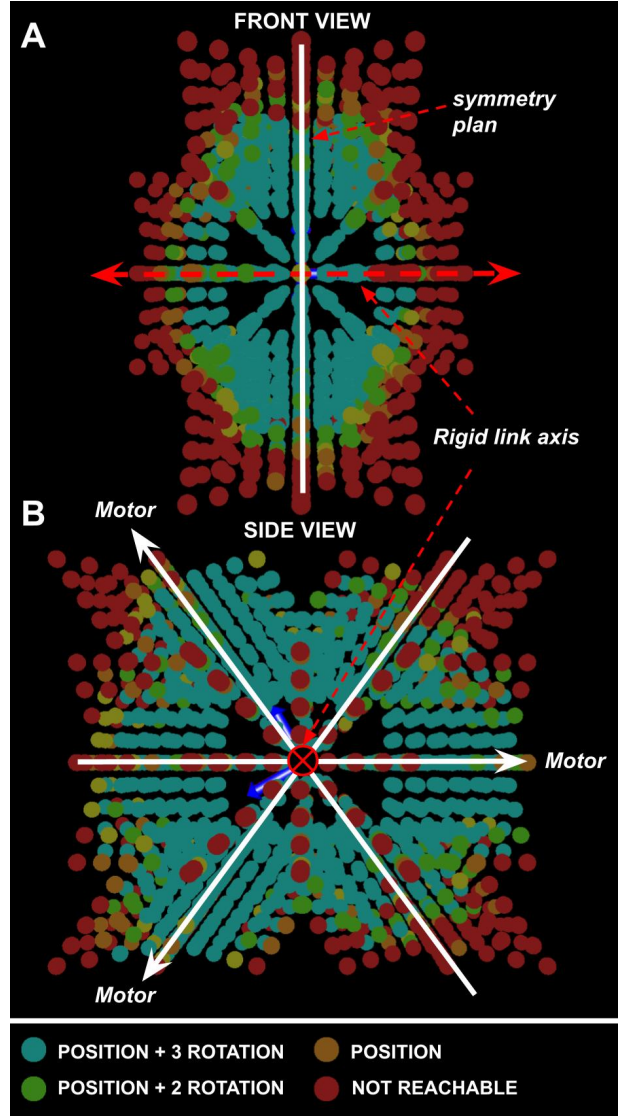 A
FRONT VIEW
symmetry
plan
Rigid link axis
B
Motor
SIDE VIEW
Motor
Motor
POSITION + 3 ROTATION
POSITION
POSITION + 2 ROTATION
NOT REACHABLE